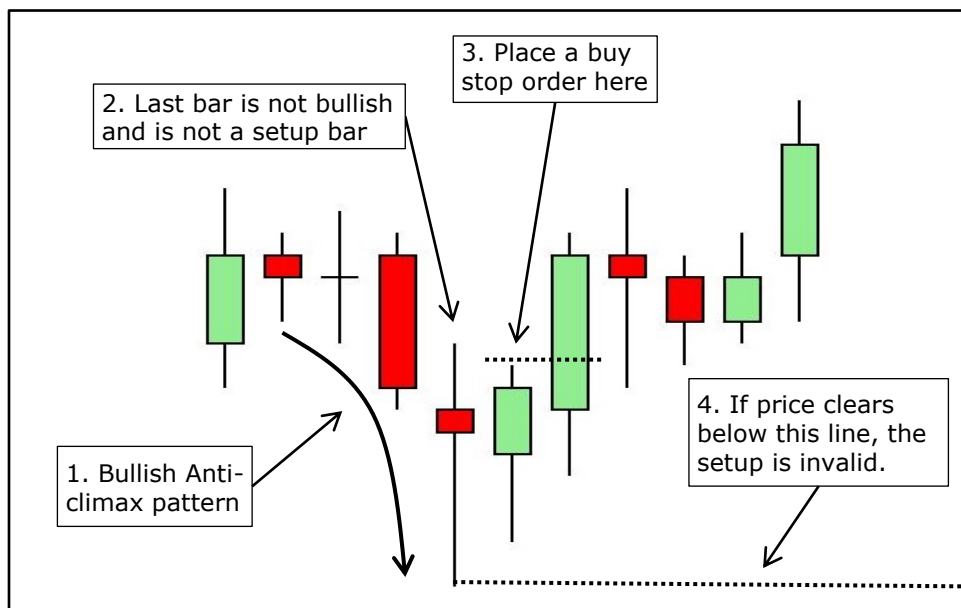 3. Place a buy
stop order here
2. Last bar is not bullish
and is not a setup bar
4. If price clears
below this line, the
setup is invalid.
1. Bullish Anti-
climax pattern